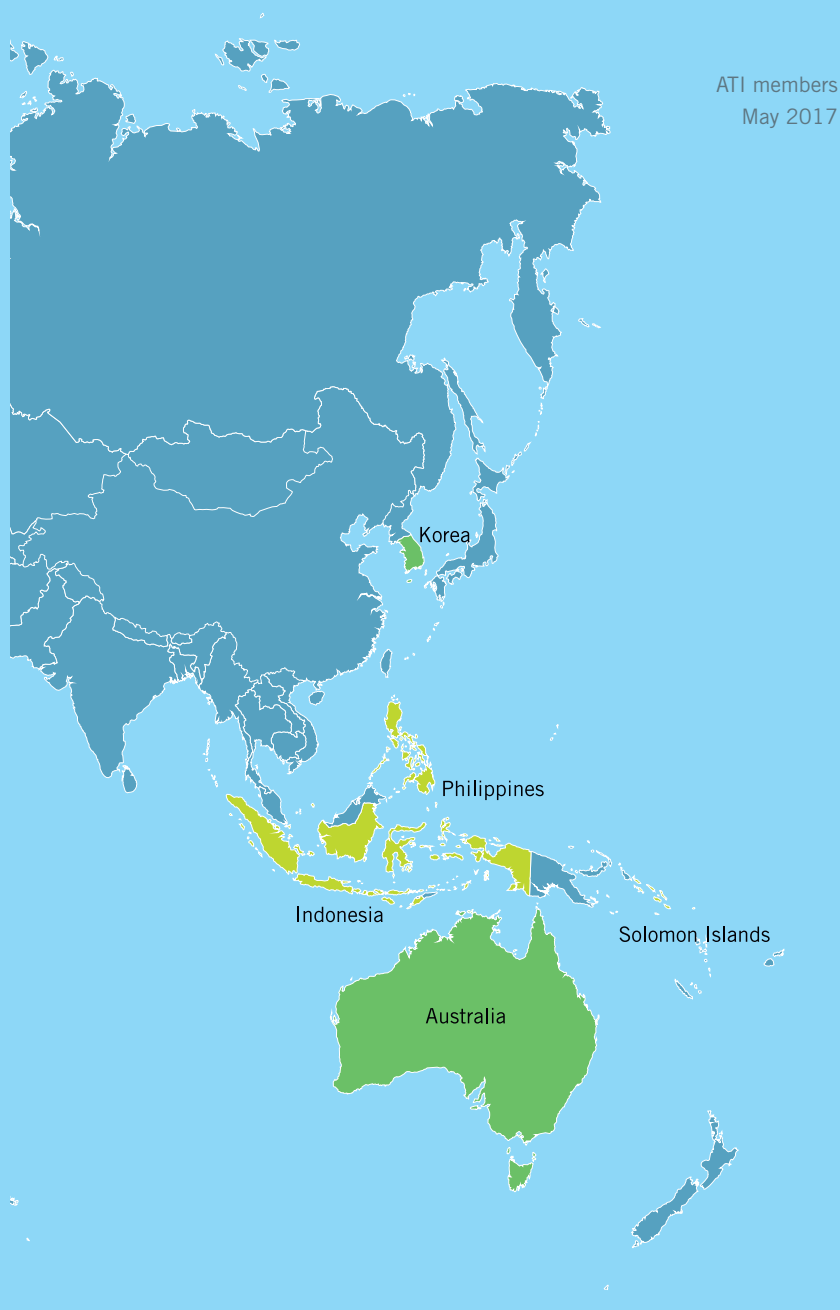 ATI members
May 2017
Korea
Philippines
Indonesia
Solomon Islands
Australia